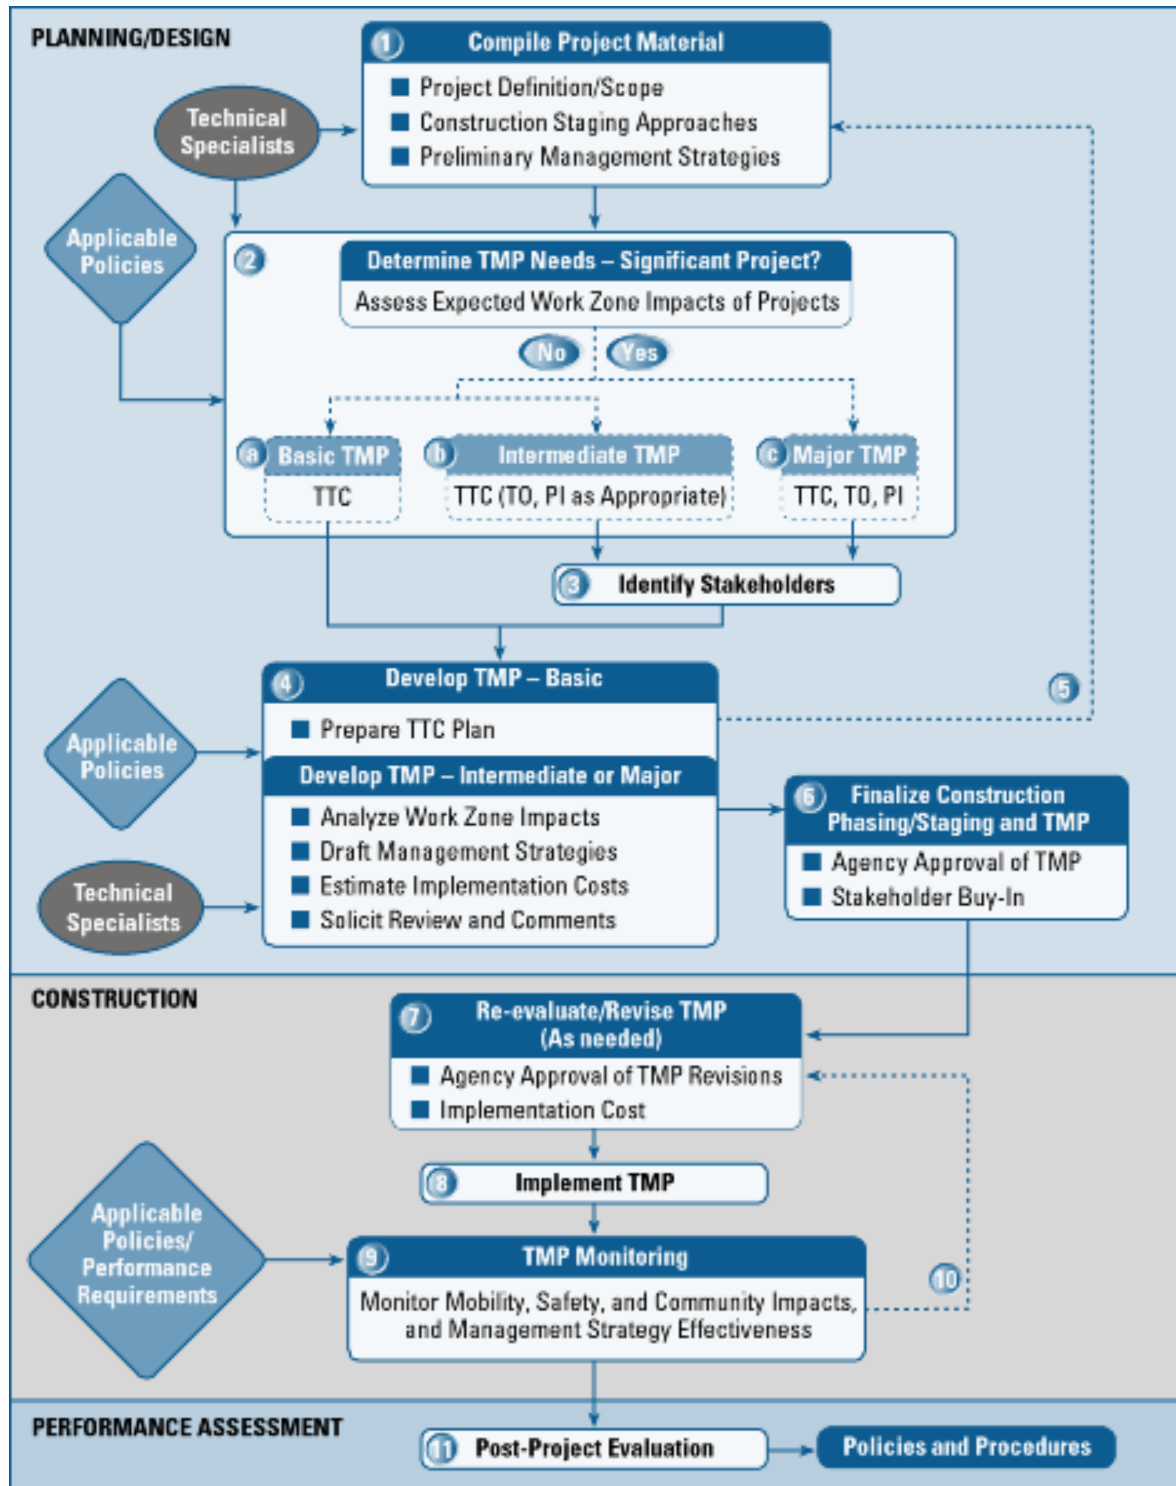 PLANNING/DESIGN
1 Compile Project Material
Project Definition/Scope
Construction Staging Approaches
Preliminary Management Strategies
Technical
Specialists
Applicable
Policies
2
Determine TMP Needs – Significant Project?
Assess Expected Work Zone Impacts of Projects
No Yes
a Basic TMP
TTC
b Intermediate TMP
TTC (TO, PI as Appropriate)
c Major TMP
TTC, TO, PI
3 Identify Stakeholders
4 Develop TMP – Basic
Prepare TTC Plan
5
Applicable
Policies
Develop TMP – Intermediate or Major
Analyze Work Zone Impacts
Draft Management Strategies
Estimate Implementation Costs
Solicit Review and Comments
Technical
Specialists
6 Finalize Construction
Phasing/Staging and TMP
Agency Approval of TMP
Stakeholder Buy-In
CONSTRUCTION
7 Re-evaluate/Revise TMP
(As needed)
Agency Approval of TMP Revisions
Implementation Cost
8 Implement TMP
Applicable
Policies/
Performance
Requirements
9 TMP Monitoring
Monitor Mobility, Safety, and Community Impacts,
and Management Strategy Effectiveness
10
PERFORMANCE ASSESSMENT
11 Post-Project Evaluation
Policies and Procedures